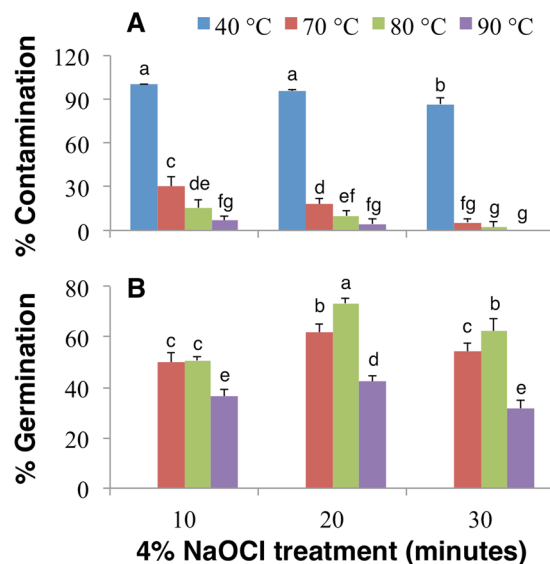 A 40 °C 70 °C 80 °C 90 °C
% Contamination
120
90
60
30
0
a
c
de
fg
a
d
ef
fg
b
fg
g
g
B
% Germination
80
60
40
20
0
c
c
e
b
a
d
c
b
e
10 20 30
4% NaOCl treatment (minutes)